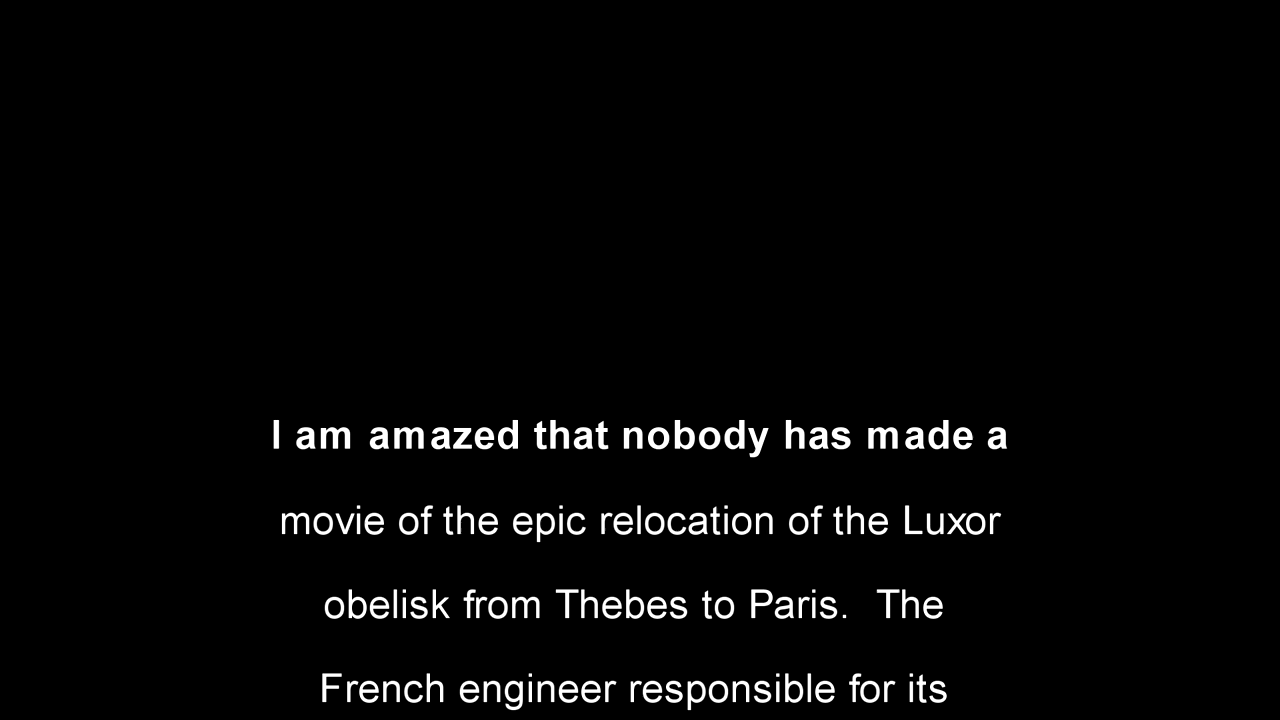 I am amazed that nobody has made a
movie of the epic relocation of the Luxor
obelisk from Thebes to Paris.  The
French engineer responsible for its